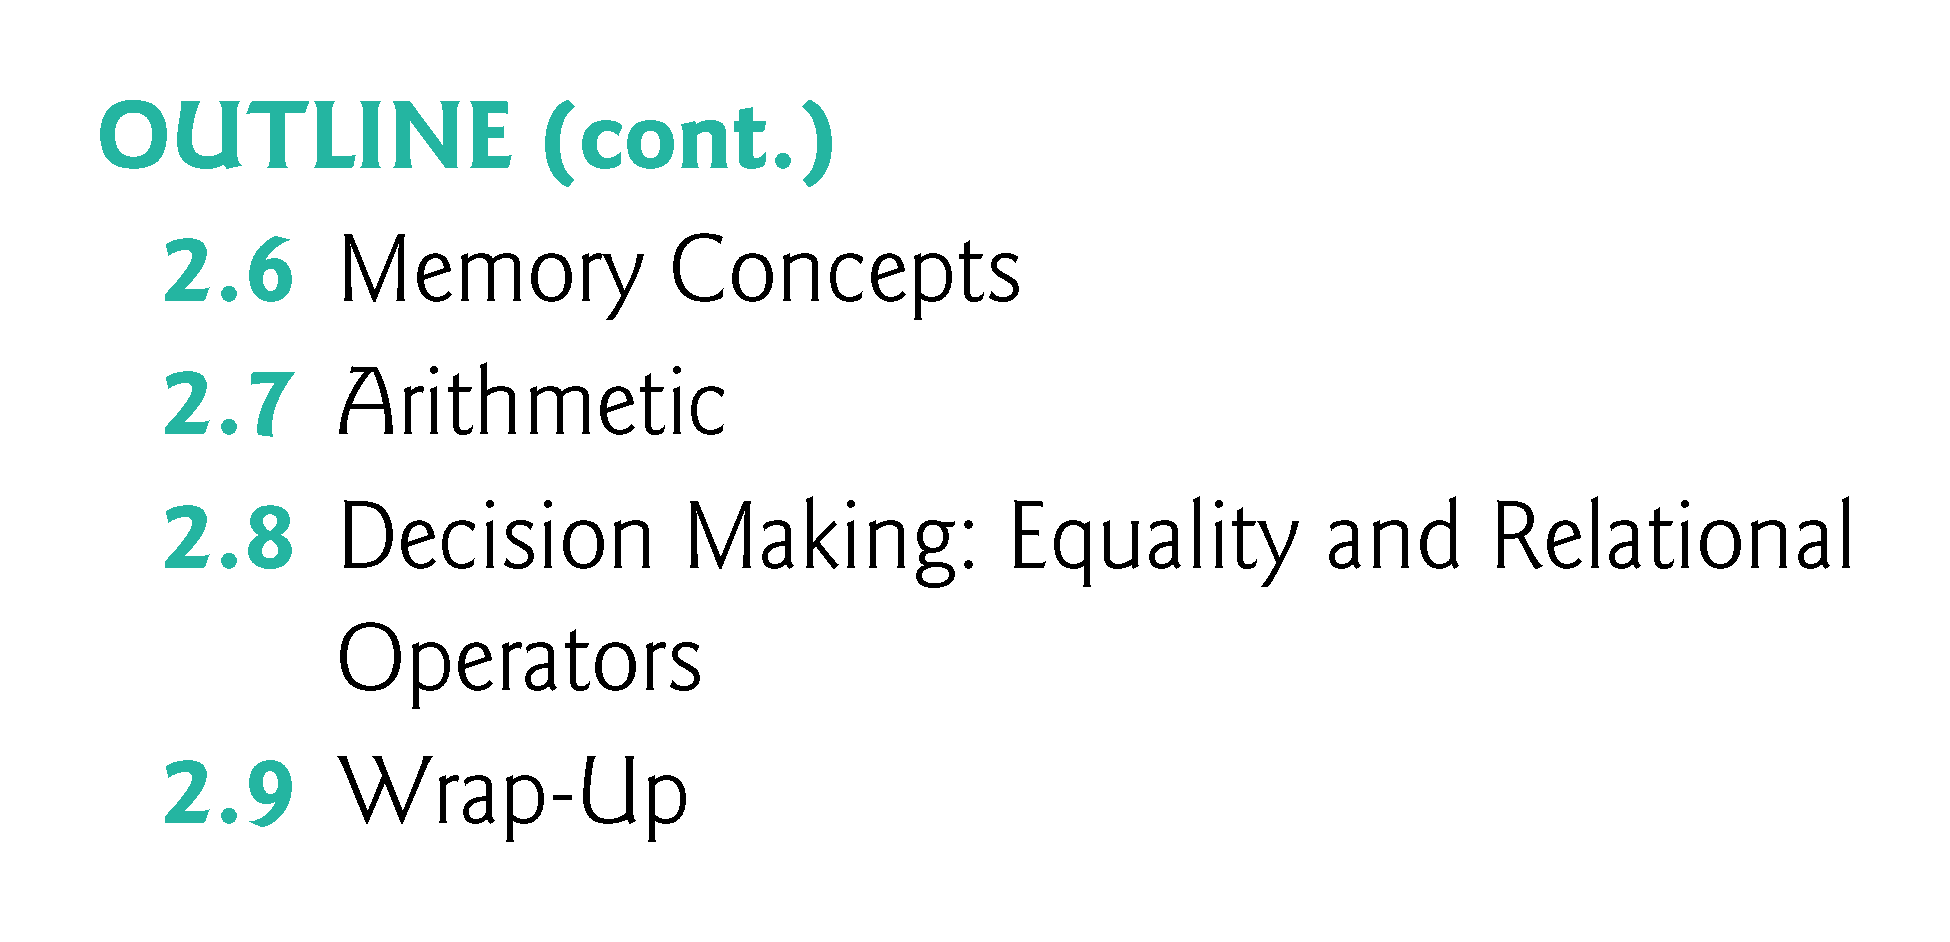 OUTLINE (cont.)
2.6 Memory Concepts
2.7 Arithmetic
2.8 Decision Making: Equality and Relational
Operators
2.9 Wrap-Up